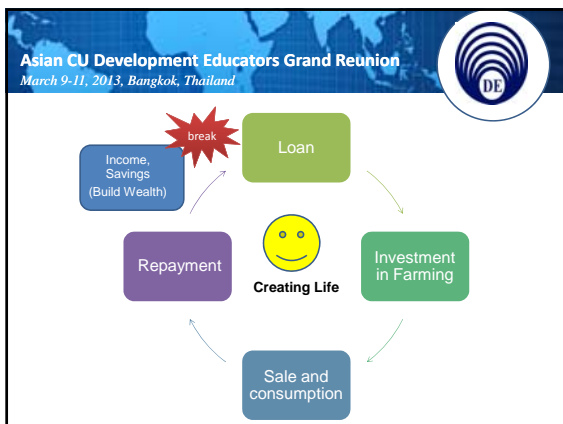 Asian CU Development Educators Grand Reunion
March 9-11, 2013, Bangkok, Thailand
DE
break
Loan
Income,
Savings
(Build Wealth)
Repayment
Creating Life
Investment
in Farming
Sale and
consumption